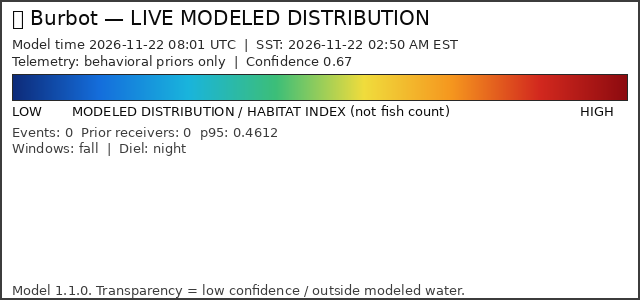 Burbot — LIVE MODELED DISTRIBUTION
Model time 2026-11-22 08:01 UTC | SST: 2026-11-22 02:50 AM EST
Telemetry: behavioral priors only | Confidence 0.67
LOW MODELED DISTRIBUTION / HABITAT INDEX (not fish count) HIGH
Events: 0 Prior receivers: 0 p95: 0.4612
Windows: fall | Diel: night
Model 1.1.0. Transparency = low confidence / outside modeled water.